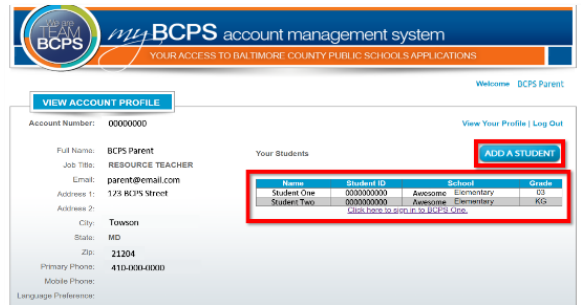 We are
TEAM
BCPS
my BCPS account management system
YOUR ACCESS TO BALTIMORE COUNTY PUBLIC SCHOOLS APPLICATIONS
Welcome BCPS Parent
VIEW ACCOUNT PROFILE
Account Number: 00000000
View Your Profile | Log Out
Full Name: BCPS Parent
Your Students
ADD A STUDENT
Job Title: RESOURCE TEACHER
Email: parent@email.com
Address 1: 123 BCPS Street
Address 2:
City: Towson
State: MD
Zip: 21204
Primary Phone: 410-000-0000
Mobile Phone:
Language Preference:
Name Student ID School Grade
Student One 0000000000 Awesome Elementary 03
Student Two 0000000000 Awesome Elementary KG
Click here to sign in to BCPS One.